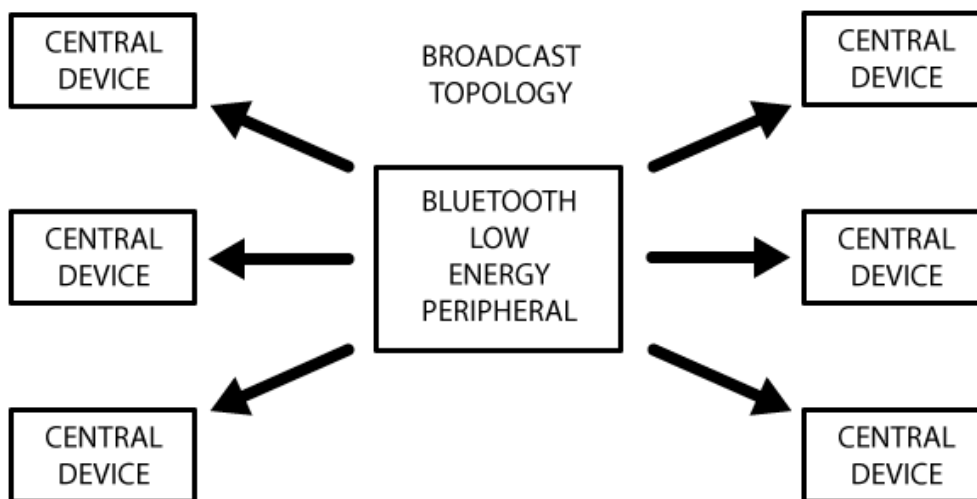 CENTRAL
DEVICE
BROADCAST
TOPOLOGY
CENTRAL
DEVICE
CENTRAL
DEVICE
BLUETOOTH
LOW
ENERGY
PERIPHERAL
CENTRAL
DEVICE
CENTRAL
DEVICE
CENTRAL
DEVICE